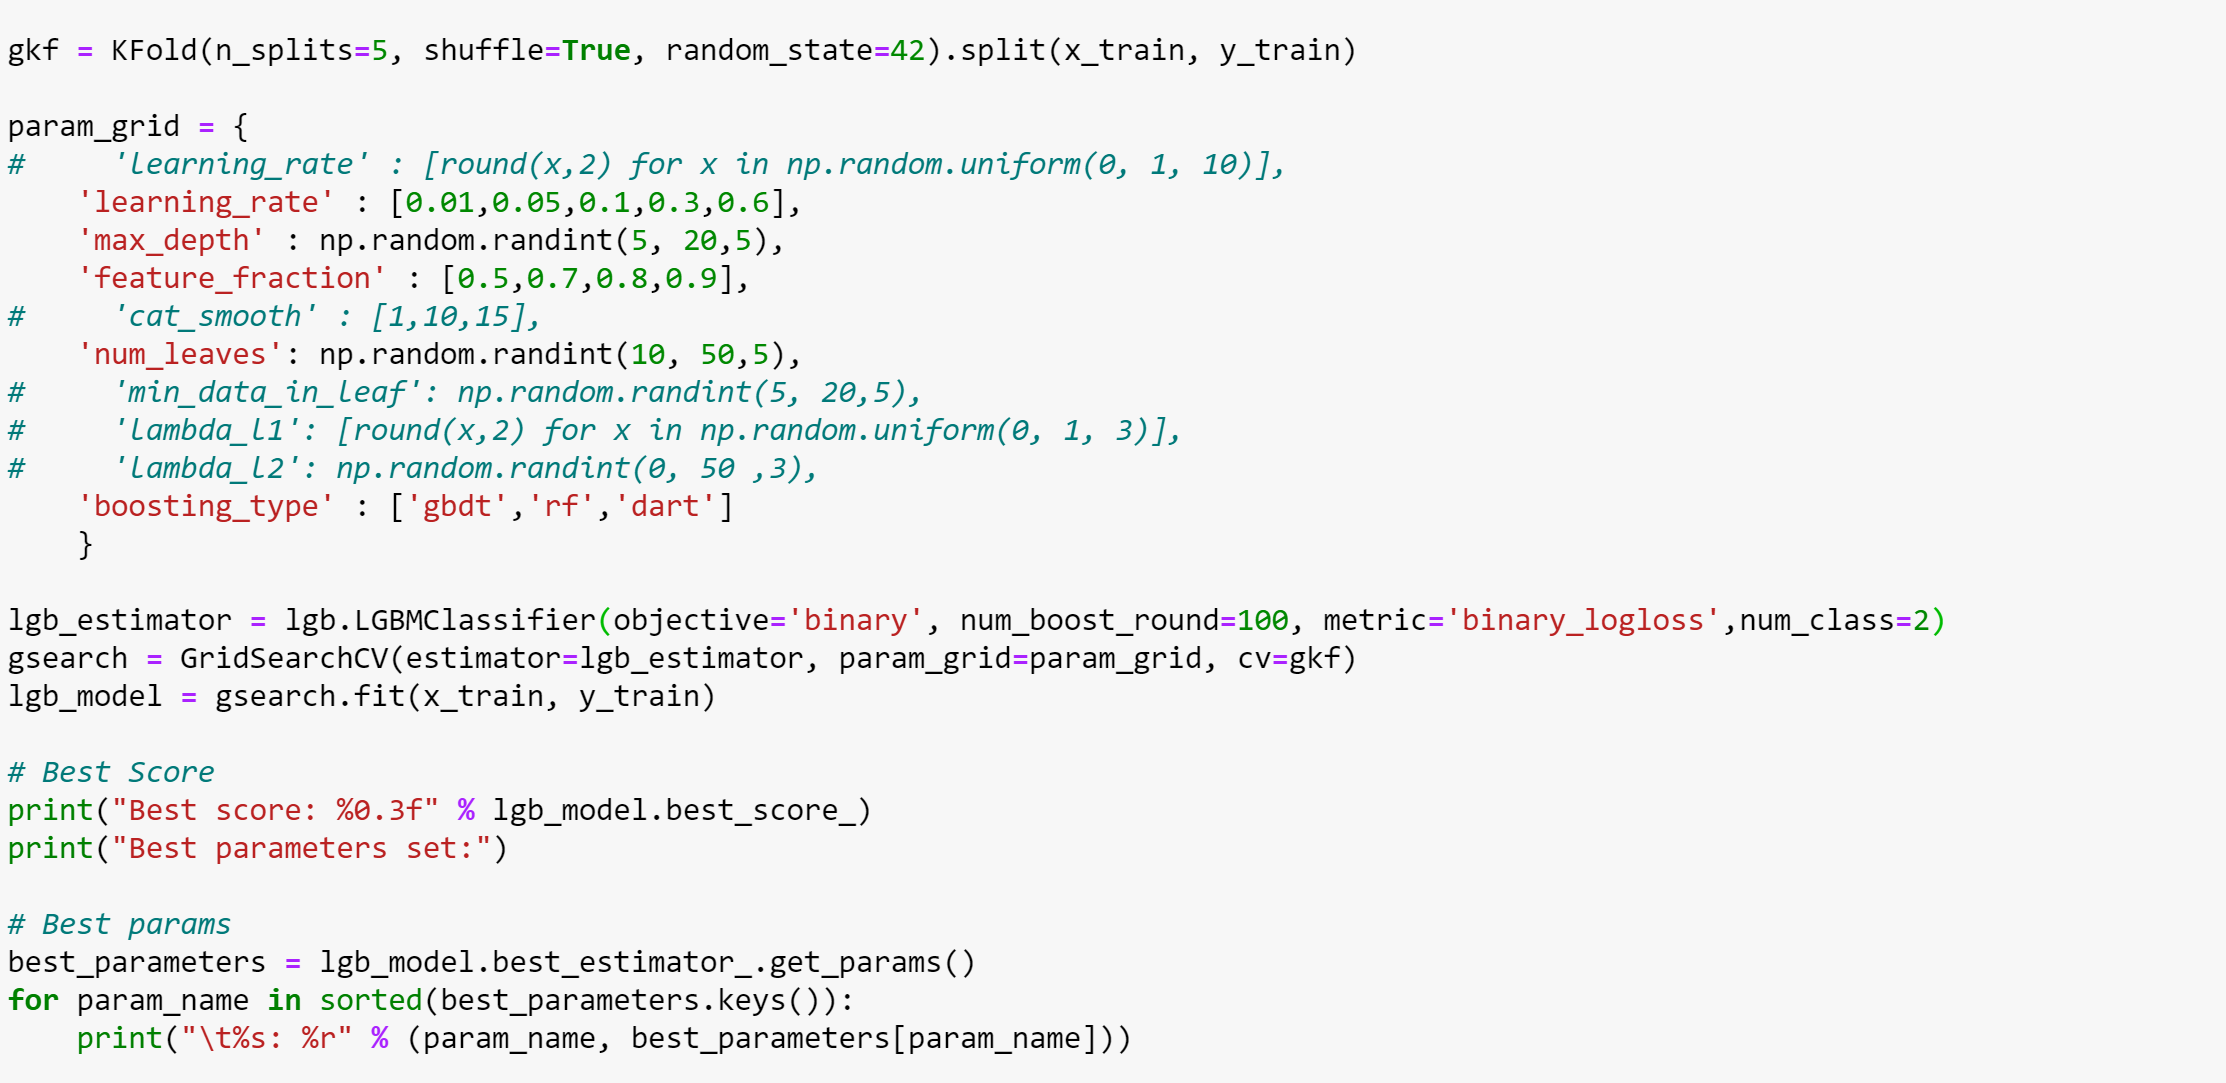 gkf = KFold(n_splits=5, shuffle=True, random_state=42).split(x_train, y_train)
param_grid = {
#     'learning_rate' : [round(x,2) for x in np.random.uniform(0, 1, 10)],
    'learning_rate' : [0.01,0.05,0.1,0.3,0.6],
    'max_depth' : np.random.randint(5, 20,5),
    'feature_fraction' : [0.5,0.7,0.8,0.9],
#     'cat_smooth' : [1,10,15],
    'num_leaves': np.random.randint(10, 50,5),
#     'min_data_in_leaf': np.random.randint(5, 20,5),
#     'lambda_l1': [round(x,2) for x in np.random.uniform(0, 1, 3)],
#     'lambda_l2': np.random.randint(0, 50 ,3),
    'boosting_type' : ['gbdt','rf','dart']
    }
lgb_estimator = lgb.LGBMClassifier(objective='binary', num_boost_round=100, metric='binary_logloss',num_class=2)
gsearch = GridSearchCV(estimator=lgb_estimator, param_grid=param_grid, cv=gkf)
lgb_model = gsearch.fit(x_train, y_train)
# Best Score
print("Best score: %0.3f" % lgb_model.best_score_)
print("Best parameters set:")
# Best params
best_parameters = lgb_model.best_estimator_.get_params()
for param_name in sorted(best_parameters.keys()):
    print("\t%s: %r" % (param_name, best_parameters[param_name]))